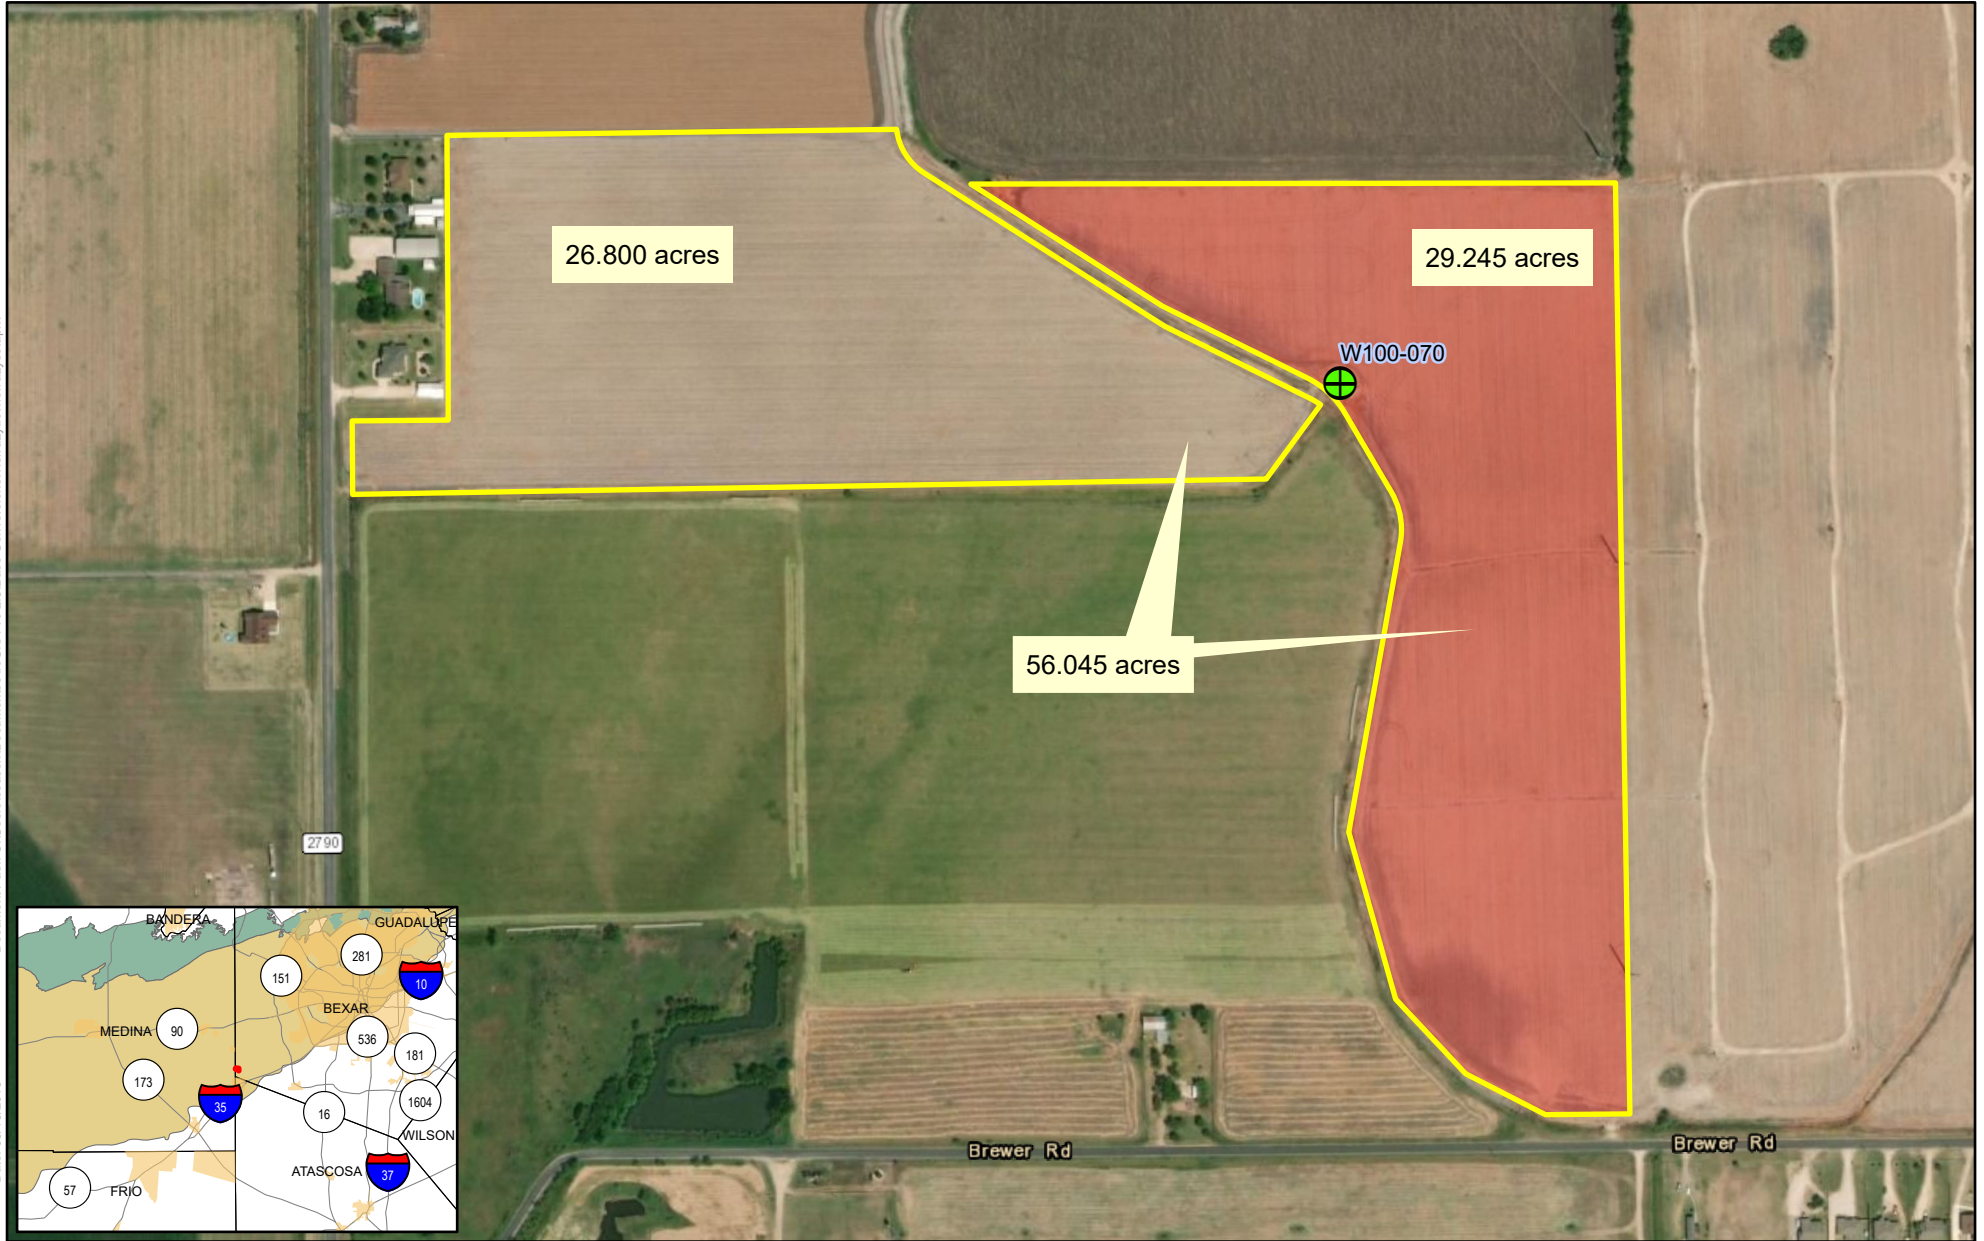 26.800 acres
29.245 acres
W100-070
56.045 acres
2790
Brewer Rd
Brewer Rd
BANDERA
GUADALUPE
281
151
10
BEXAR
MEDINA
90
536
181
173
35
16
1604
WILSON
ATASCOSA
37
57
FRIO